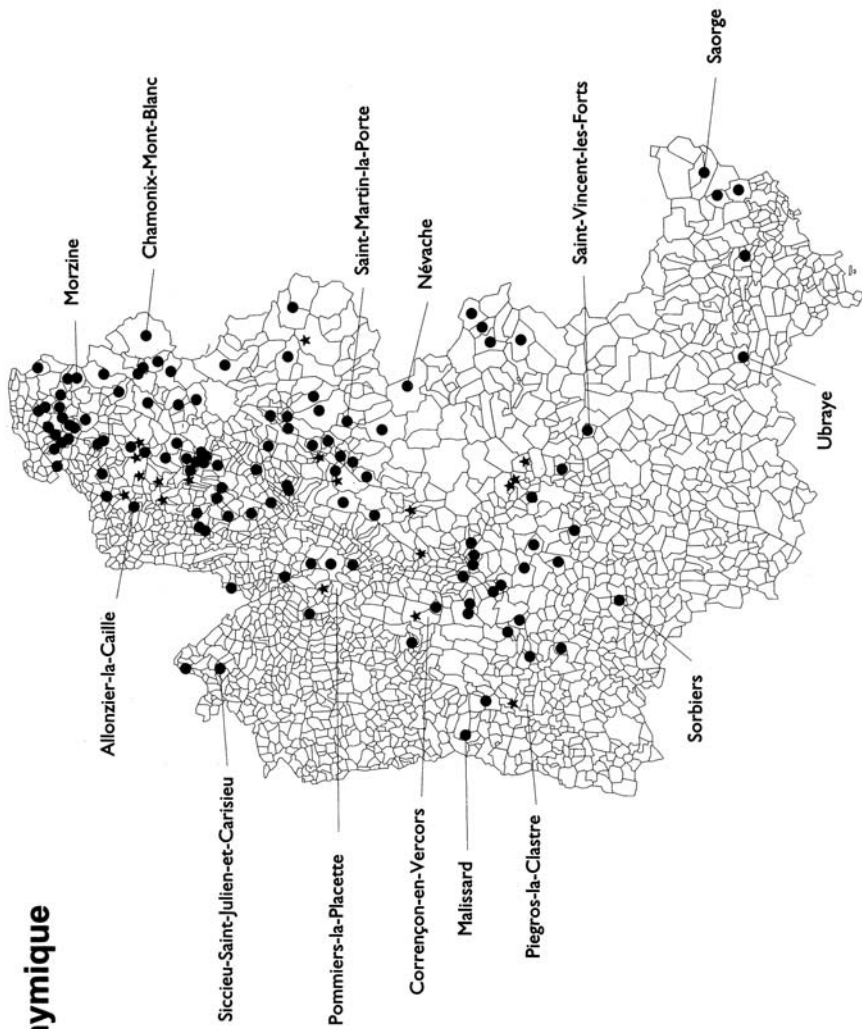 hymique
Morzine
Chamonix-Mont-Blanc
Allonzier-la-Caille
Siccieu-Saint-Julien-et-Carisieu
Saint-Martin-la-Porte
Pommiers-la-Placette
Névache
Corrençon-en-Vercors
Malissard
Piegros-la-Clastre
Saint-Vincent-les-Forts
Sorbiers
Ubraye
Saorge